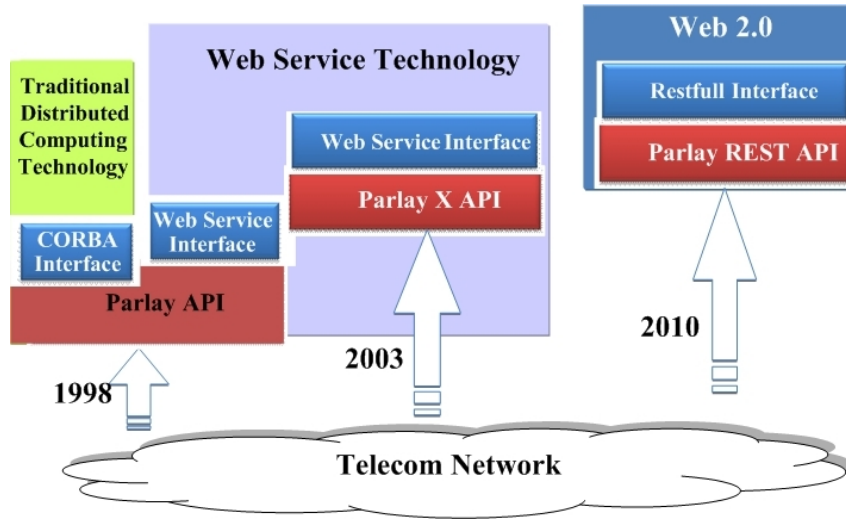 Traditional
Distributed
Computing
Technology
CORBA
Interface
Web Service Technology
Web Service
Interface
Parlay API
Web Service Interface
Parlay X API
Web 2.0
Restfull Interface
Parlay REST API
1998
2003
2010
Telecom Network